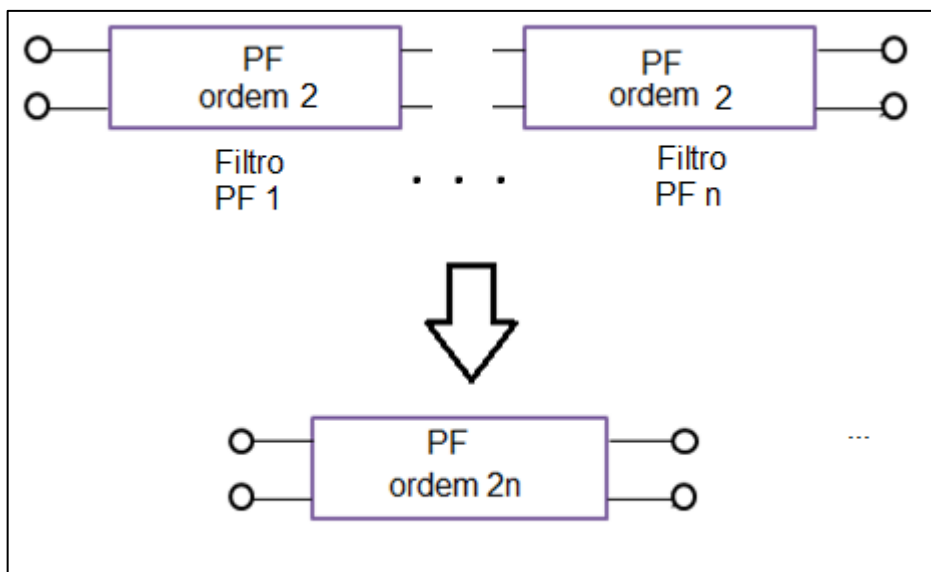 PF
ordem 2
PF
ordem 2
Filtro
PF 1
. . .
Filtro
PF n
PF
ordem 2n
...